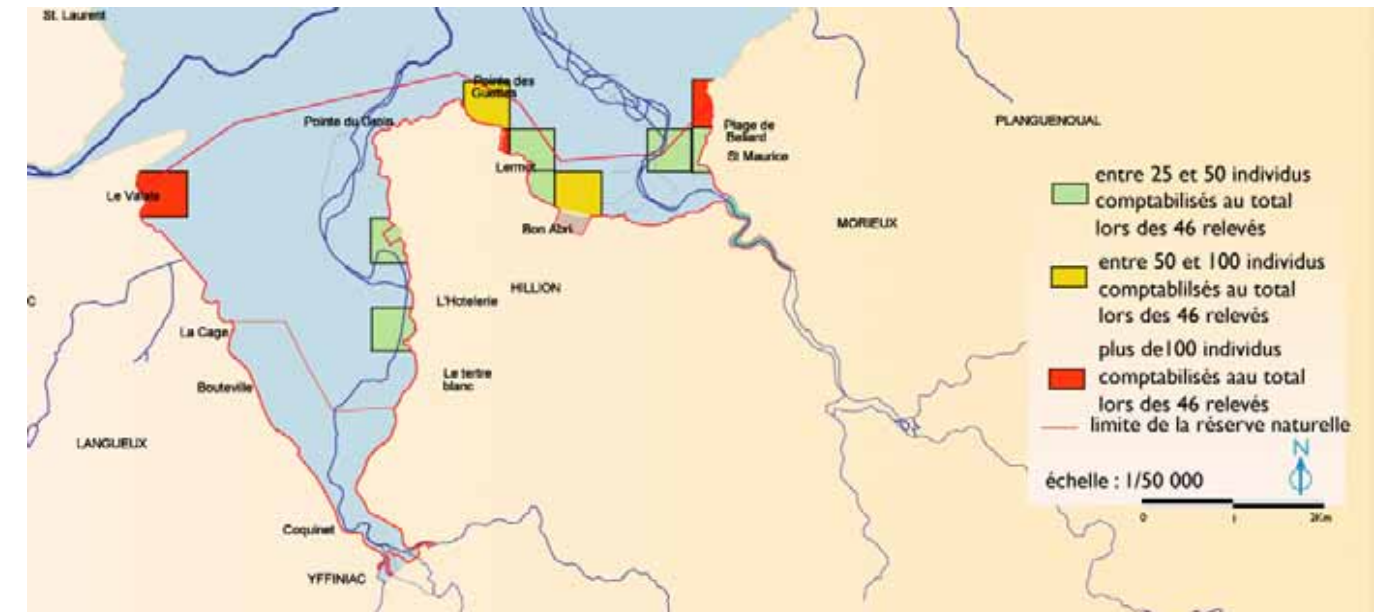 St. Laurent
Pointe des
Guettes
Pointe du Grois
PLANGUENOUAL
Plage de
Beliard
St Maurice
Lermot
Le Valais
MORIEUX
Bon Abri
HILLION
L'Hotelerie
C
La Cage
Le tertre
blanc
Bouteville
LANGUEUX
Coquinet
YFFINIAC
entre 25 et 50 individus
comptabilisés au total
lors des 46 relevés
entre 50 et 100 individus
comptablilsés au total
lors des 46 relevés
plus de100 individus
comptabilisés aau total
lors des 46 relevés
limite de la réserve naturelle
N
échelle : 1/50 000
0 1 2Km